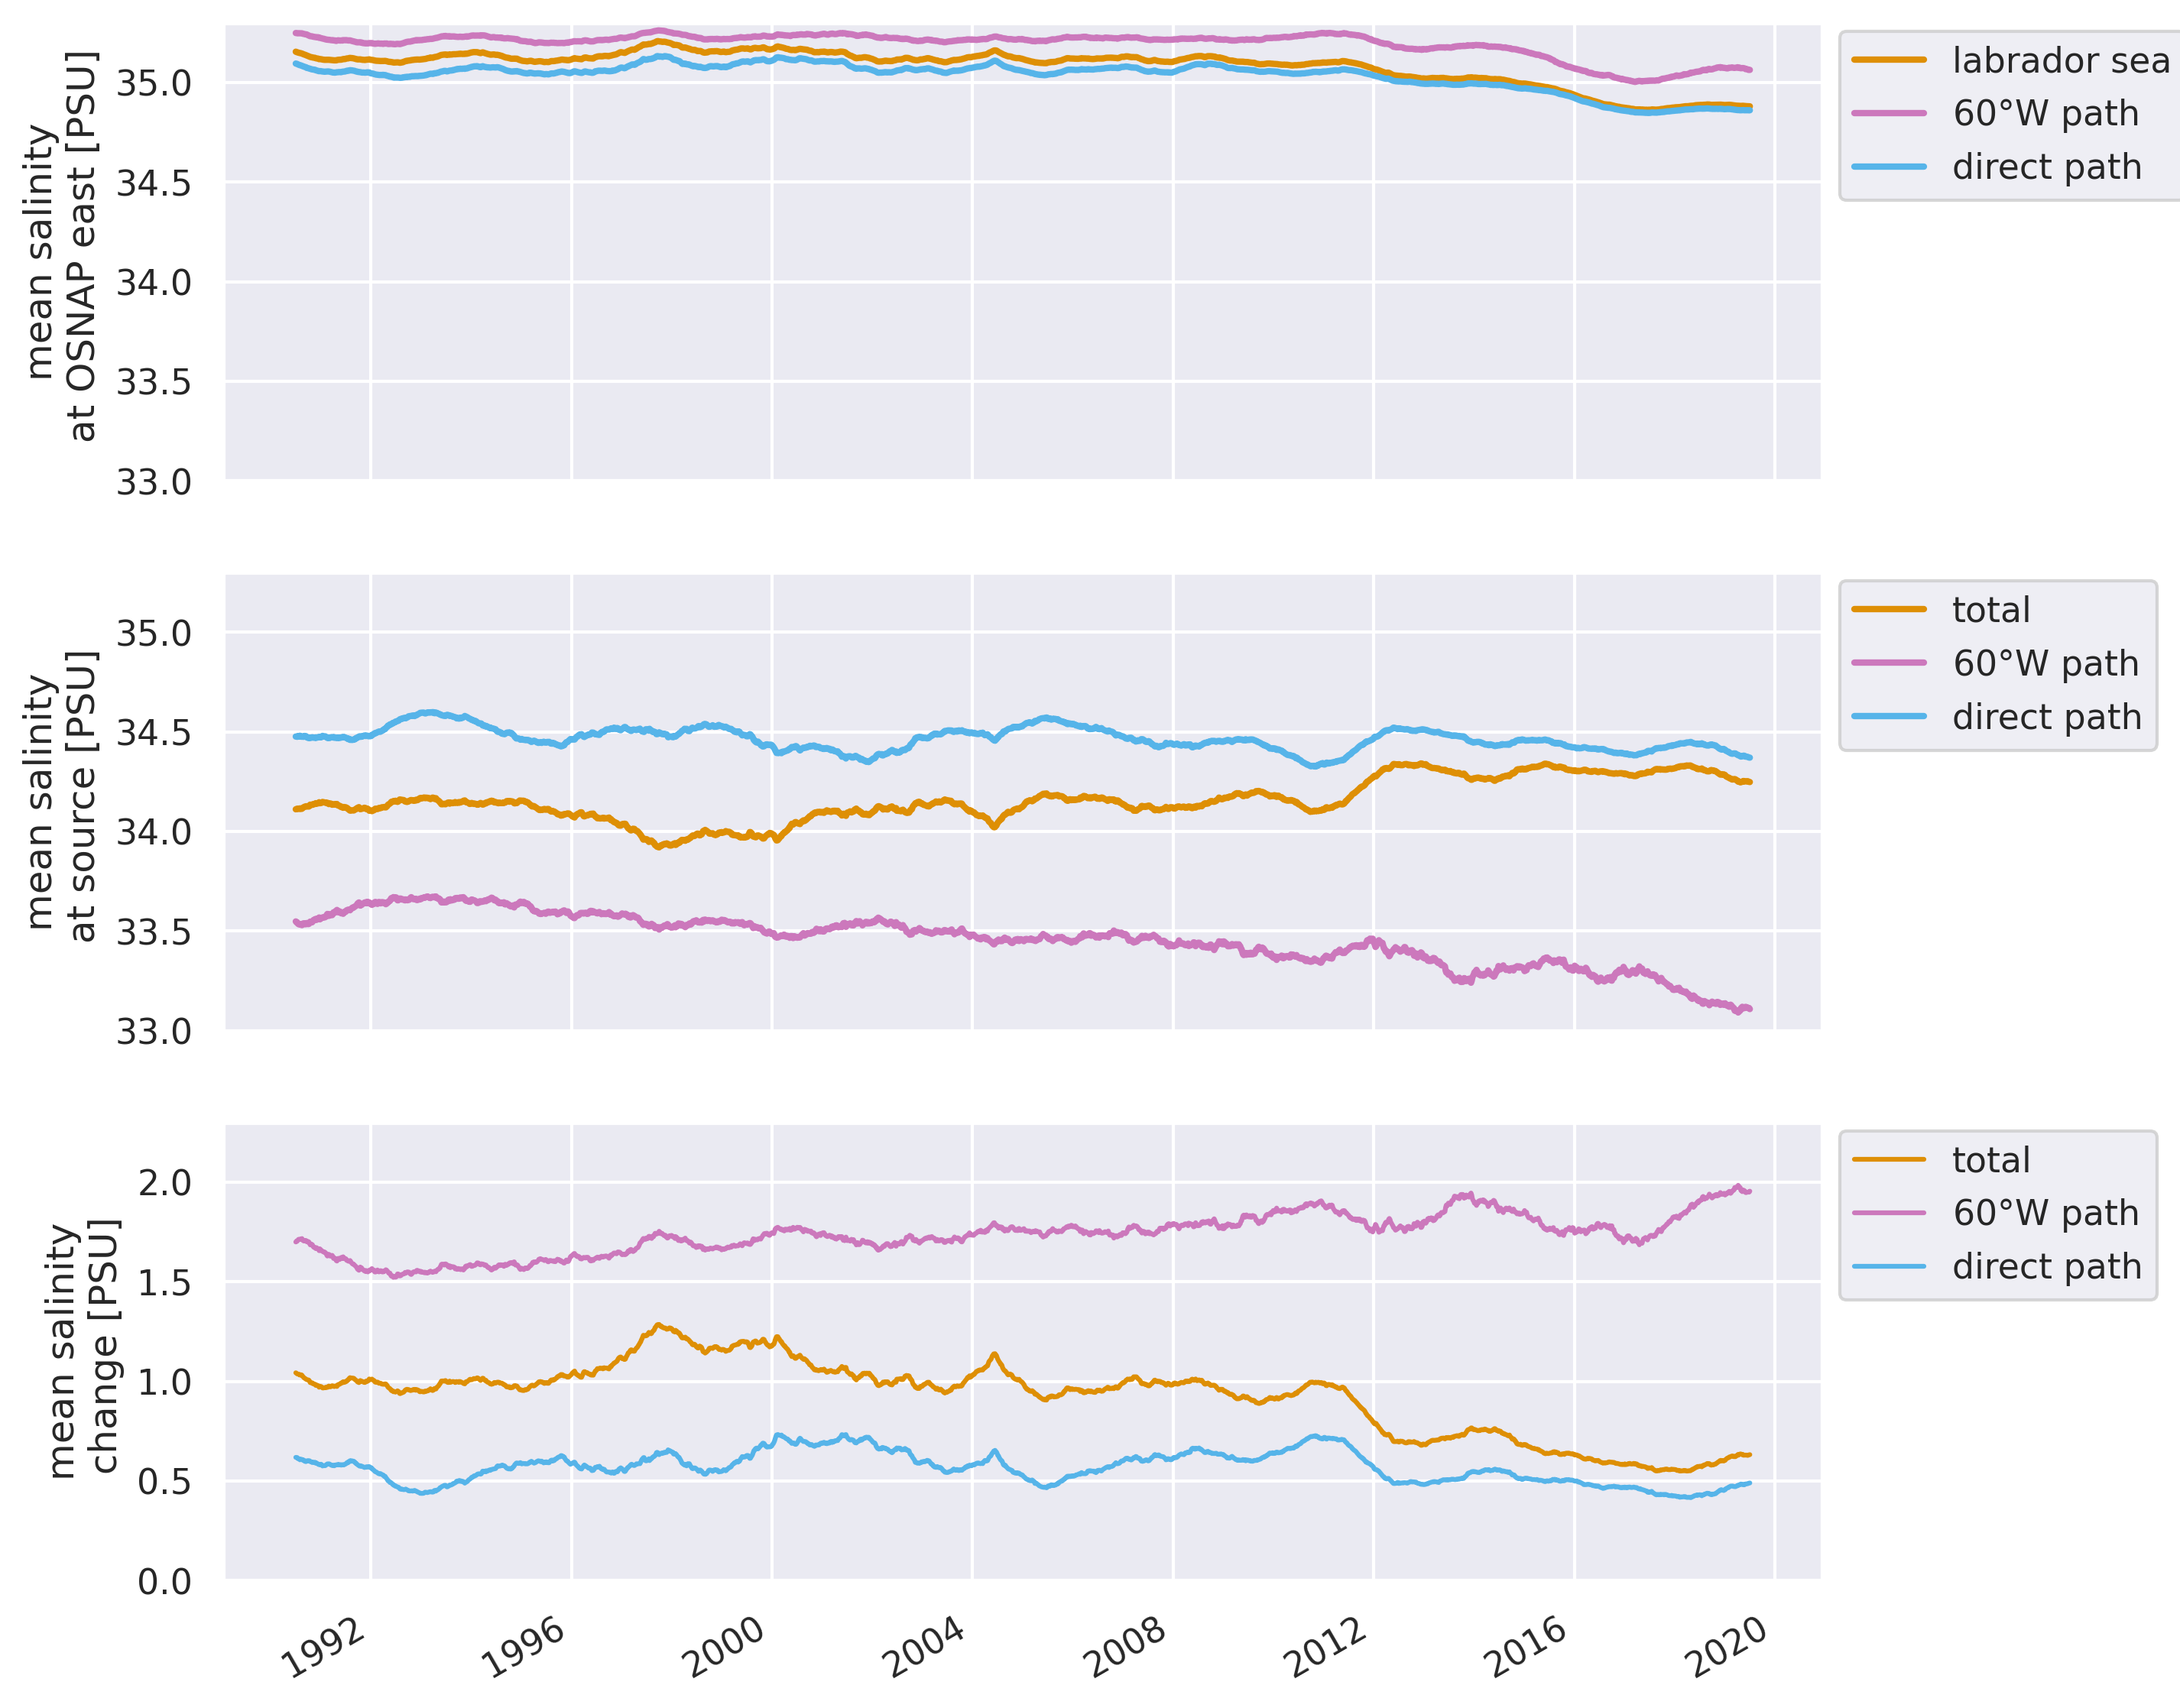 mean salinity
at OSNAP east [PSU]
35.0
34.5
34.0
33.5
33.0
labrador sea
60°W path
direct path
mean salinity
at source [PSU]
35.0
34.5
34.0
33.5
33.0
total
60°W path
direct path
mean salinity
change [PSU]
2.0
1.5
1.0
0.5
0.0
total
60°W path
direct path
1992
1996
2000
2004
2008
2012
2016
2020